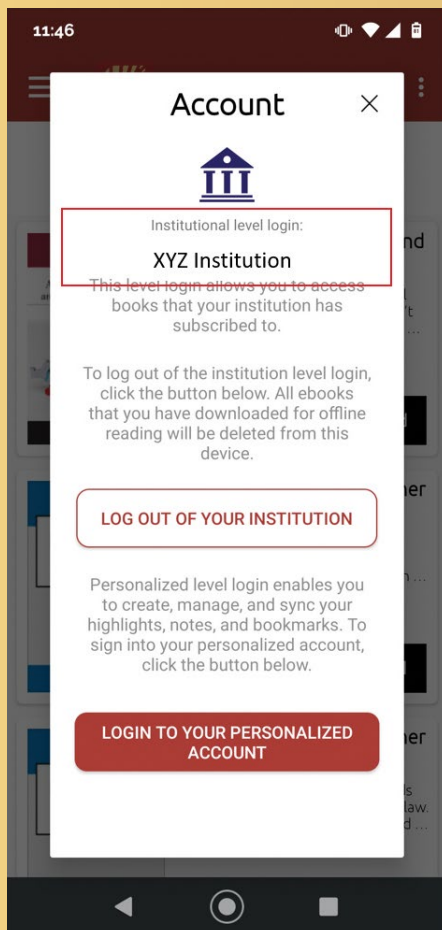 11:46
Account
Institutional level login:
XYZ Institution
This level login allows you to access
books that your institution has
subscribed to.
To log out of the institution level login,
click the button below. All ebooks
that you have downloaded for offline
reading will be deleted from this
device.
LOG OUT OF YOUR INSTITUTION
Personalized level login enables you
to create, manage, and sync your
highlights, notes, and bookmarks. To
sign into your personalized account,
click the button below.
LOGIN TO YOUR PERSONALIZED
ACCOUNT
law.